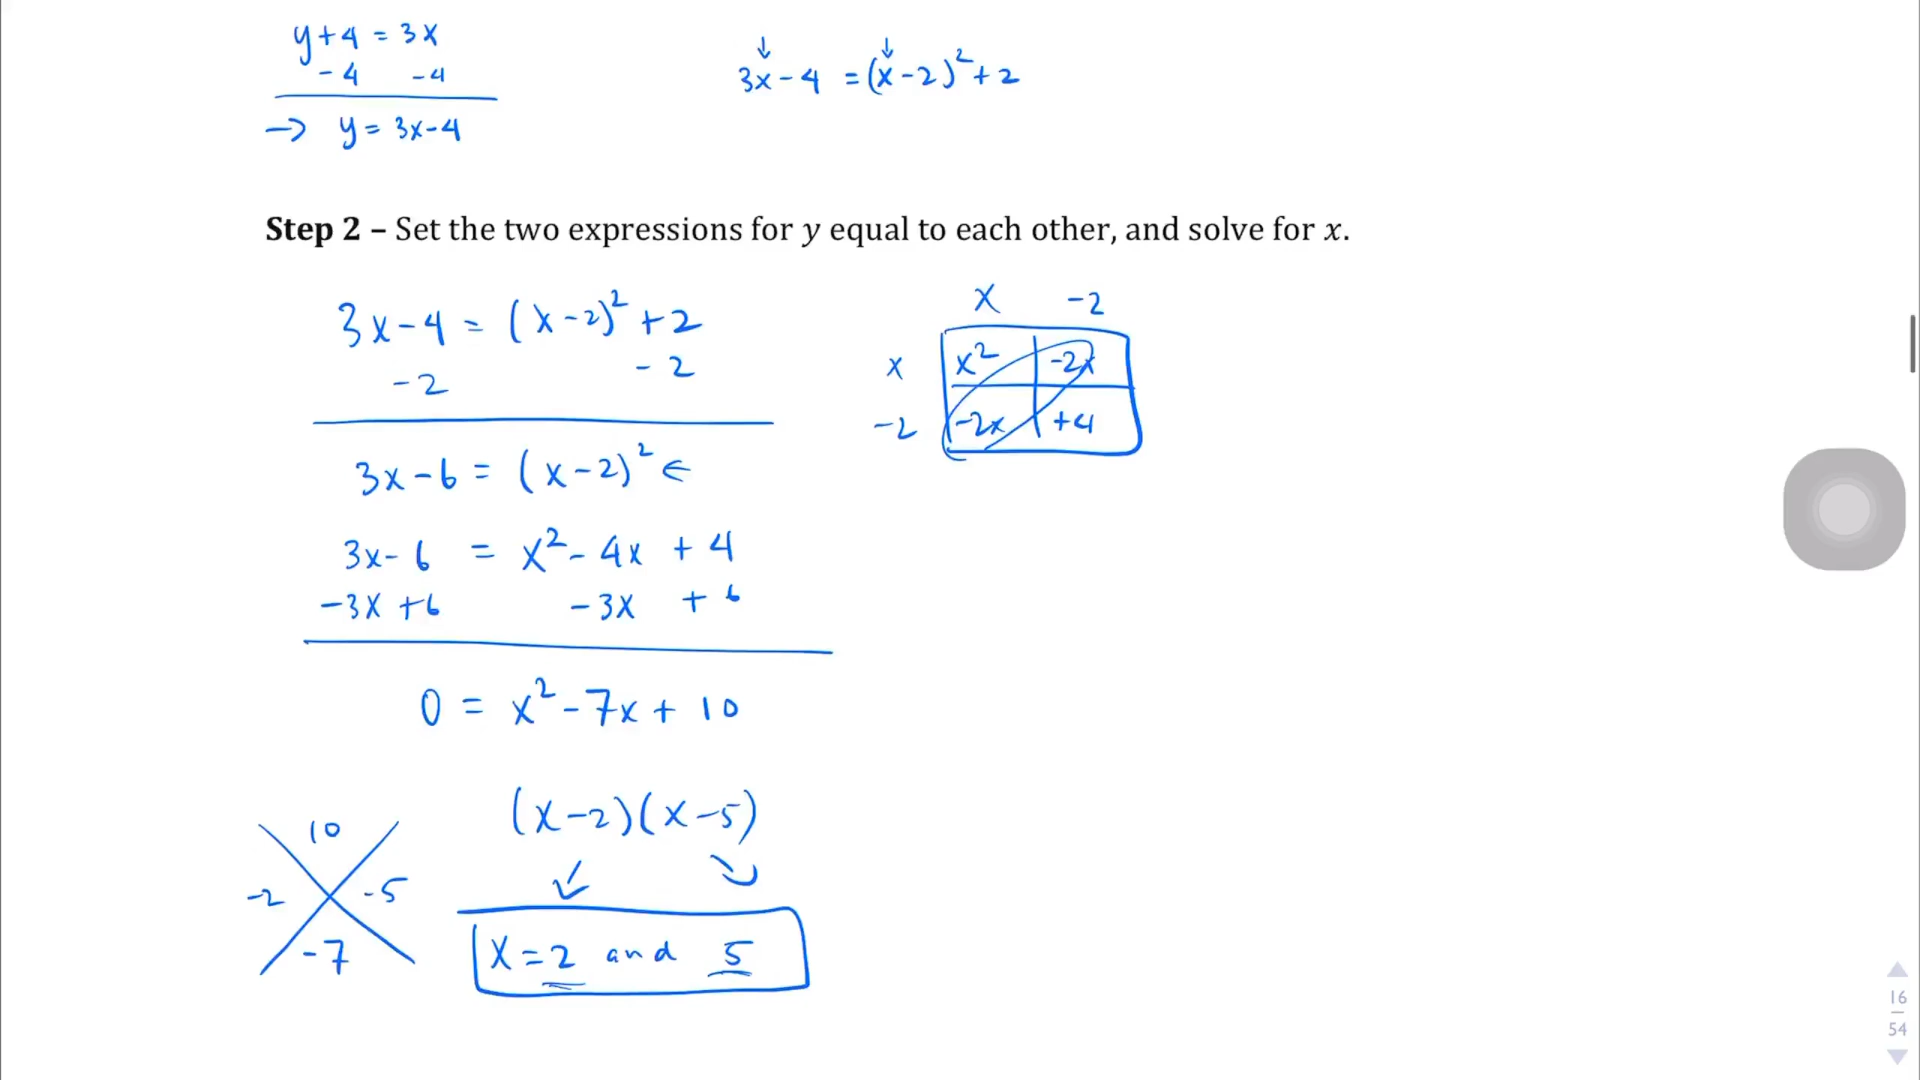 y+4 = 3x
-4 -4
→ y = 3x-4
↓ ↓
3x-4 = (x-2)²+2
Step 2 – Set the two expressions for y equal to each other, and solve for x.
3x-4 = (x-2)² +2
-2 -2
3x-6 = (x-2)² ←
3x-6 = x²-4x+4
-3x+6 -3x +6
0 = x²-7x+10
x -2
x x² -2x
-2 -2x +4
(x-2)(x-5)
10
-2 -5
-7
x=2 and 5
16
54